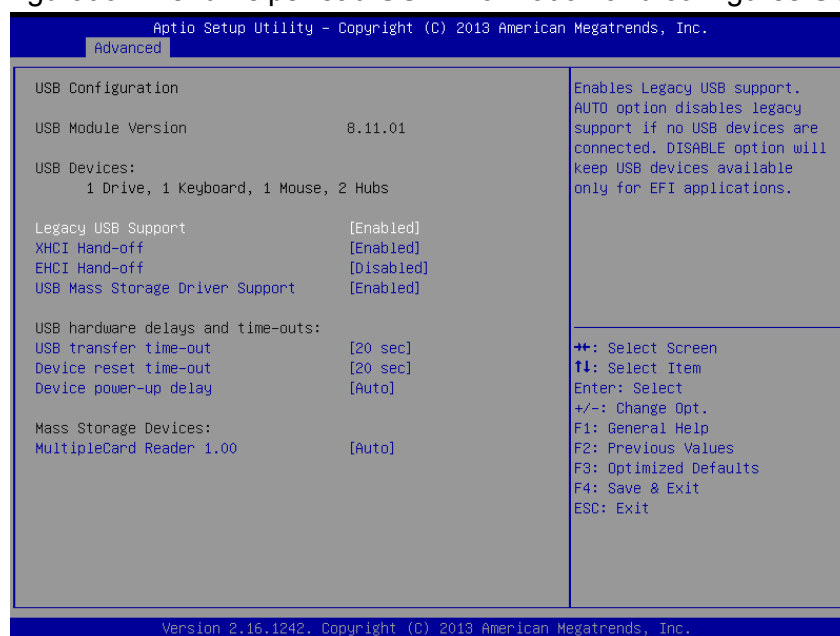 Aptio Setup Utility – Copyright (C) 2013 American Megatrends, Inc.
Advanced
USB Configuration
USB Module Version 8.11.01
USB Devices:
1 Drive, 1 Keyboard, 1 Mouse, 2 Hubs
Legacy USB Support [Enabled]
XHCI Hand-off [Enabled]
EHCI Hand-off [Disabled]
USB Mass Storage Driver Support [Enabled]
USB hardware delays and time-outs:
USB transfer time-out [20 sec]
Device reset time-out [20 sec]
Device power-up delay [Auto]
Mass Storage Devices:
MultipleCard Reader 1.00 [Auto]
Enables Legacy USB support.
AUTO option disables legacy
support if no USB devices are
connected. DISABLE option will
keep USB devices available
only for EFI applications.
→←: Select Screen
↑↓: Select Item
Enter: Select
+/-: Change Opt.
F1: General Help
F2: Previous Values
F3: Optimized Defaults
F4: Save & Exit
ESC: Exit
Version 2.16.1242. Copyright (C) 2013 American Megatrends, Inc.